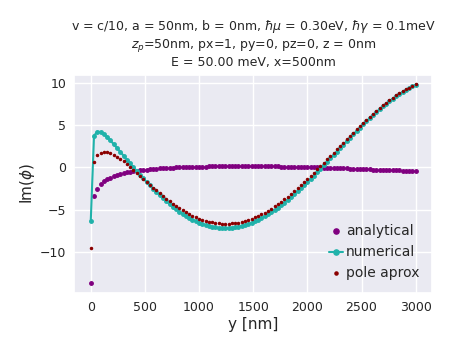 v = c/10, a = 50nm, b = 0nm, ℏμ = 0.30eV, ℏγ = 0.1meV
z_p=50nm, px=1, py=0, pz=0, z = 0nm
E = 50.00 meV, x=500nm
10
5
0
−5
−10
Im(ϕ)
analytical
numerical
pole aprox
0 500 1000 1500 2000 2500 3000
y [nm]